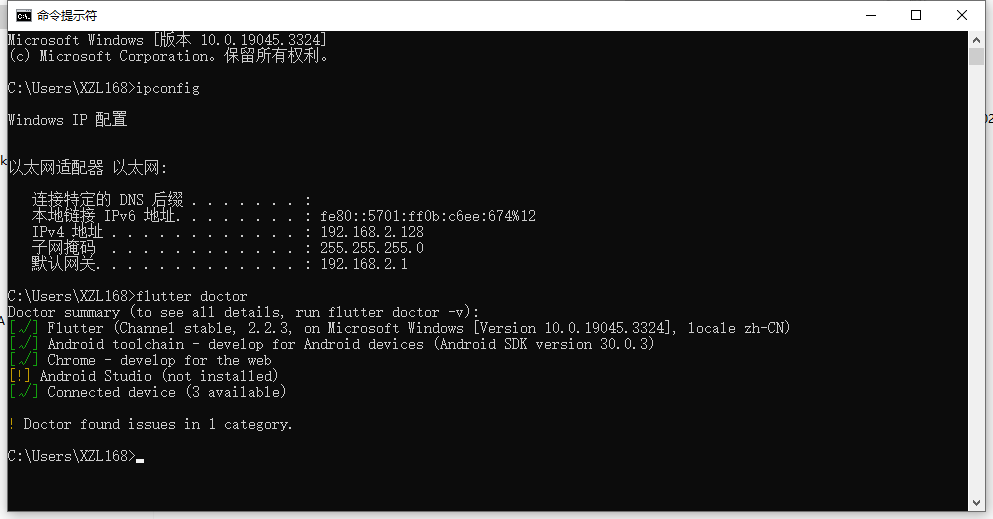 命令提示符
Microsoft Windows [版本 10.0.19045.3324]
(c) Microsoft Corporation。保留所有权利。
C:\Users\XZL168>ipconfig
Windows IP 配置
以太网适配器 以太网:
连接特定的 DNS 后缀 . . . . . . . :
本地链接 IPv6 地址. . . . . . . . : fe80::5701:ff0b:c6ee:674%12
IPv4 地址 . . . . . . . . . . . . : 192.168.2.128
子网掩码  . . . . . . . . . . . . : 255.255.255.0
默认网关. . . . . . . . . . . . . : 192.168.2.1
C:\Users\XZL168>flutter doctor
Doctor summary (to see all details, run flutter doctor -v):
[√] Flutter (Channel stable, 2.2.3, on Microsoft Windows [Version 10.0.19045.3324], locale zh-CN)
[√] Android toolchain - develop for Android devices (Android SDK version 30.0.3)
[√] Chrome - develop for the web
[!] Android Studio (not installed)
[√] Connected device (3 available)
! Doctor found issues in 1 category.
C:\Users\XZL168>